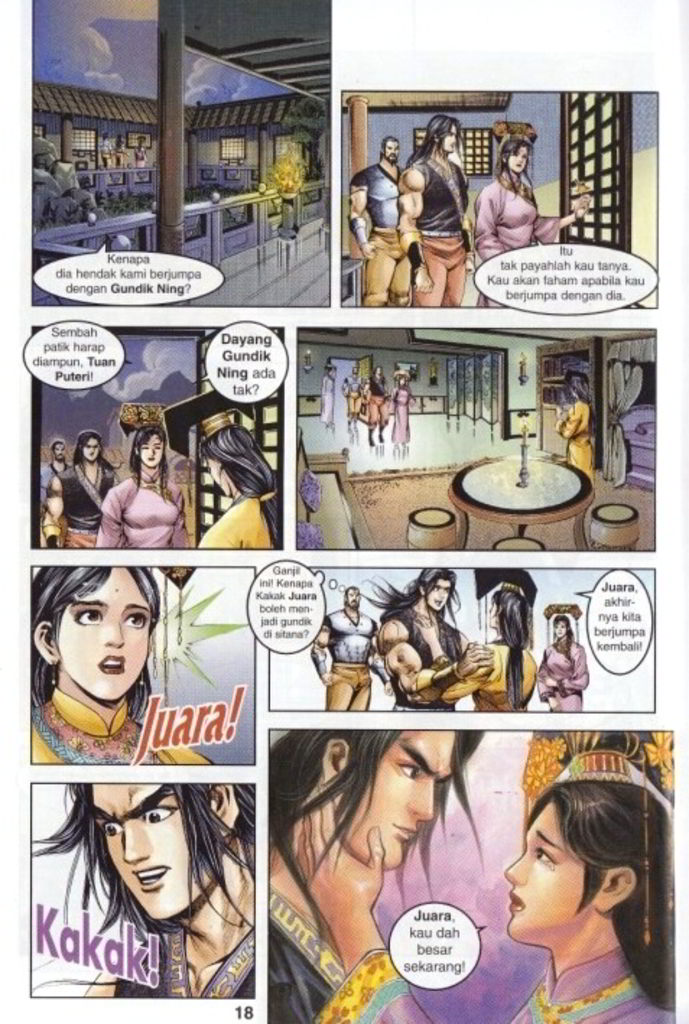 Kenapa
dia hendak kami berjumpa
dengan Gundik Ning?
Itu
tak payahlah kau tanya.
Kau akan faham apabila kau
berjumpa dengan dia.
Sembah
patik harap
diampun, Tuan
Puteri!
Dayang
Gundik
Ning ada
tak?
Juara!
Ganjil
ini! Kenapa
Kakak Juara
boleh men-
jadi gundik
di sitana?
Juara,
akhir-
nya kita
berjumpa
kembali!
Kakak!
Juara,
kau dah
besar
sekarang!
18